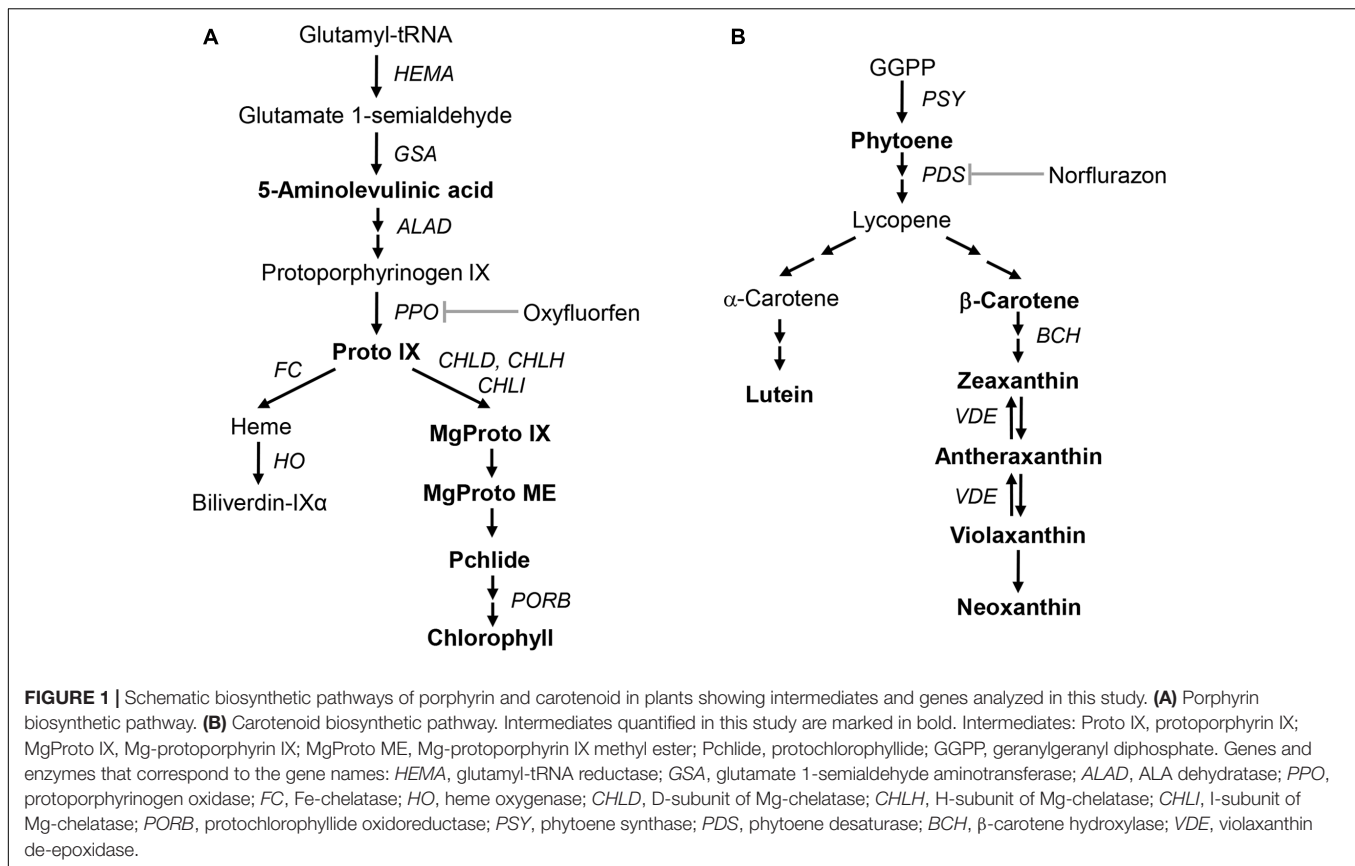 A
Glutamyl-tRNA
HEMA
Glutamate 1-semialdehyde
GSA
5-Aminolevulinic acid
ALAD
Protoporphyrinogen IX
PPO
Oxyfluorfen
Proto IX
FC
CHLD, CHLH
CHLI
Heme
MgProto IX
HO
Biliverdin-IXα
MgProto ME
Pchlide
PORB
Chlorophyll
B
GGPP
PSY
Phytoene
PDS
Norflurazon
Lycopene
α-Carotene
β-Carotene
BCH
Lutein
Zeaxanthin
VDE
Antheraxanthin
VDE
Violaxanthin
Neoxanthin
FIGURE 1 | Schematic biosynthetic pathways of porphyrin and carotenoid in plants showing intermediates and genes analyzed in this study. (A) Porphyrin
biosynthetic pathway. (B) Carotenoid biosynthetic pathway. Intermediates quantified in this study are marked in bold. Intermediates: Proto IX, protoporphyrin IX;
MgProto IX, Mg-protoporphyrin IX; MgProto ME, Mg-protoporphyrin IX methyl ester; Pchlide, protochlorophyllide; GGPP, geranylgeranyl diphosphate. Genes and
enzymes that correspond to the gene names: HEMA, glutamyl-tRNA reductase; GSA, glutamate 1-semialdehyde aminotransferase; ALAD, ALA dehydratase; PPO,
protoporphyrinogen oxidase; FC, Fe-chelatase; HO, heme oxygenase; CHLD, D-subunit of Mg-chelatase; CHLH, H-subunit of Mg-chelatase; CHLI, I-subunit of
Mg-chelatase; PORB, protochlorophyllide oxidoreductase; PSY, phytoene synthase; PDS, phytoene desaturase; BCH, β-carotene hydroxylase; VDE, violaxanthin
de-epoxidase.